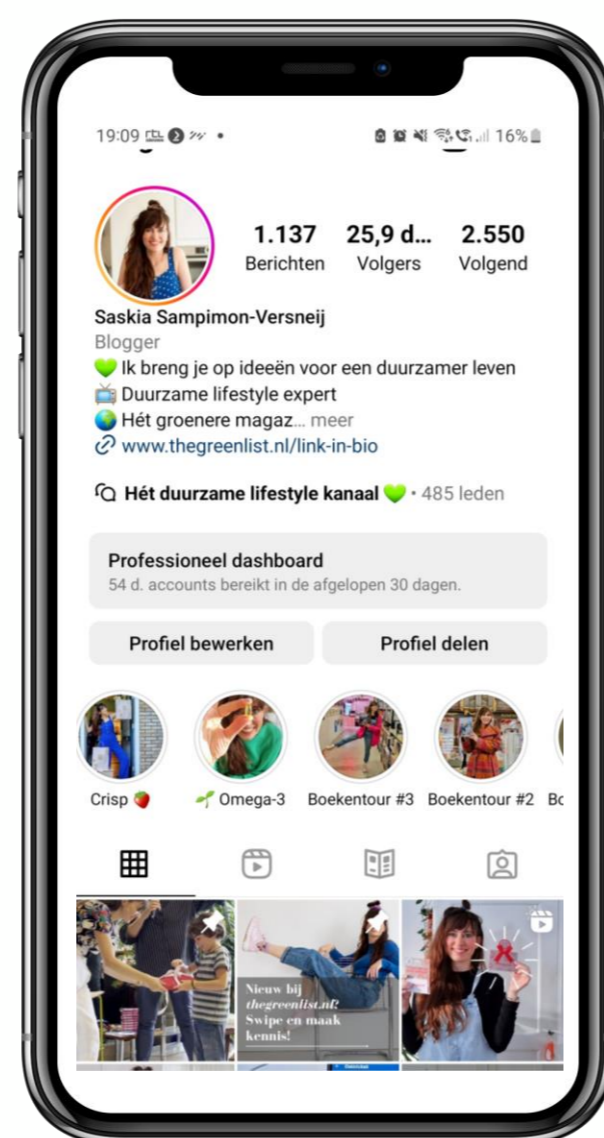 19:09
16%
1.137 25,9 d... 2.550
Berichten Volgers Volgend
Saskia Sampimon-Versneij
Blogger
💚 Ik breng je op ideeën voor een duurzamer leven
📺 Duurzame lifestyle expert
🌍 Hét groenere magaz... meer
www.thegreenlist.nl/link-in-bio
Hét duurzame lifestyle kanaal 💚 • 485 leden
Professioneel dashboard
54 d. accounts bereikt in de afgelopen 30 dagen.
Profiel bewerken Profiel delen
Crisp 🍓 🌱 Omega-3 Boekentour #3 Boekentour #2
Nieuw bij
thegreenlist.nl?
Swipe en maak
kennis!